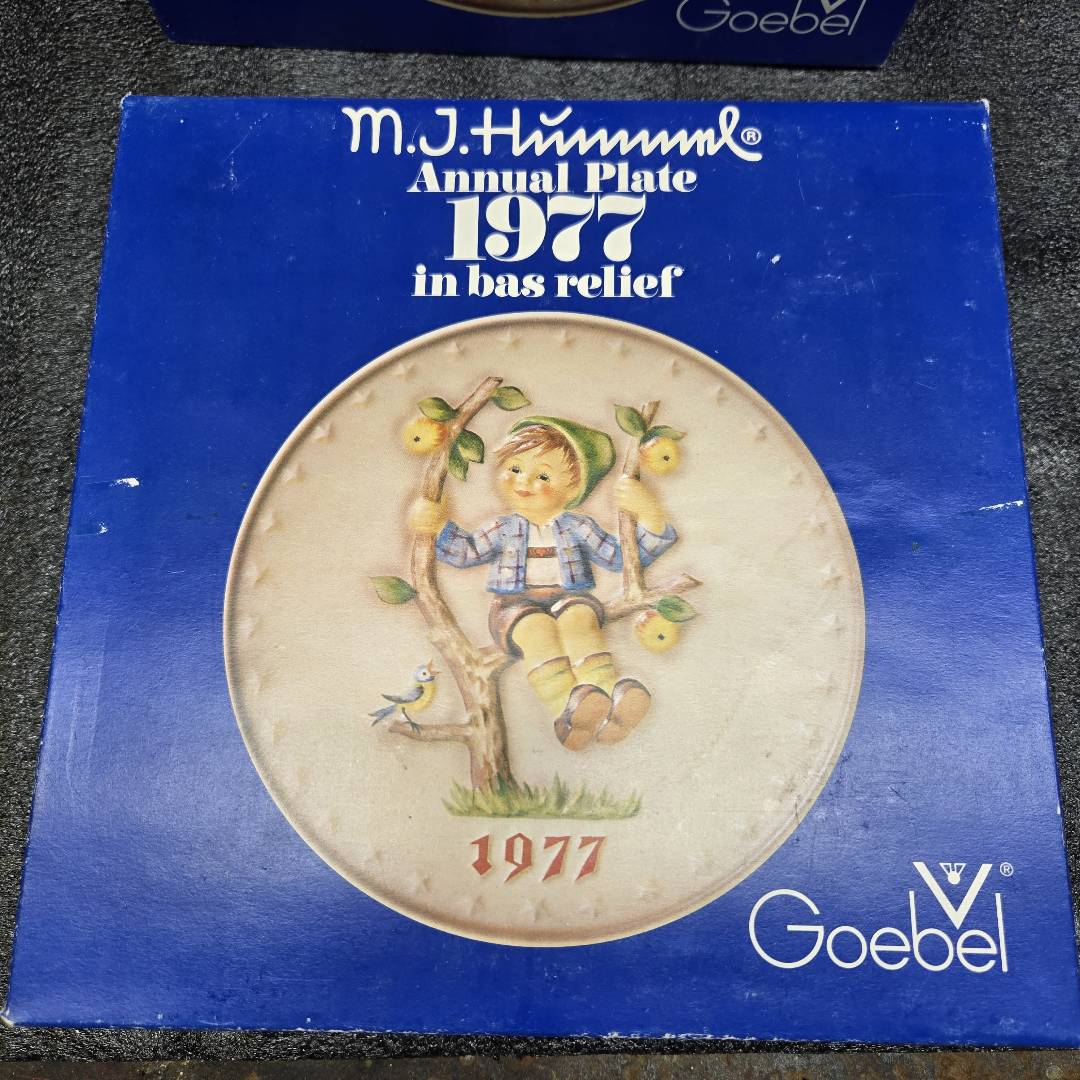 Goebel
M.J.Hummel®
Annual Plate
1977
in bas relief
1977
Goebel®